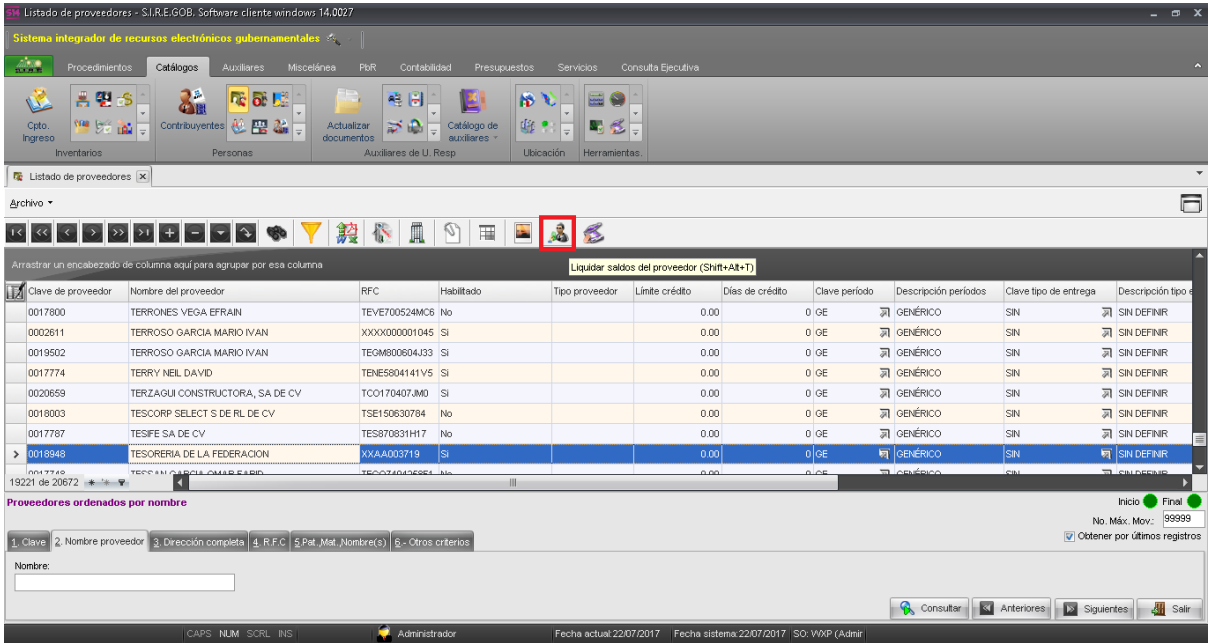 S14 Listado de proveedores - S.I.R.E.GOB. Software cliente windows 14.0027
Sistema integrador de recursos electrónicos gubernamentales
Procedimientos Catálogos Auxiliares Miscelánea PbR Contabilidad Presupuestos Servicios Consulta Ejecutiva
Cpto. Ingreso Contribuyentes Actualizar documentos Catálogo de auxiliares
Inventarios Personas Auxiliares de U. Resp Ubicación Herramientas.
Listado de proveedores
Archivo
Arrastrar un encabezado de columna aquí para agrupar por esa columna
Liquidar saldos del proveedor (Shift+Alt+T)
Clave de proveedor Nombre del proveedor RFC Habilitado Tipo proveedor Límite crédito Días de crédito Clave período Descripción períodos Clave tipo de entrega Descripción tipo e
0017800 TERRONES VEGA EFRAIN TEVE700524MC6 No 0.00 0 GE GENÉRICO SIN SIN DEFINIR
0002611 TERROSO GARCIA MARIO IVAN XXXX000001045 Si 0.00 0 GE GENÉRICO SIN SIN DEFINIR
0019502 TERROSO GARCIA MARIO IVAN TEGM800604J33 Si 0.00 0 GE GENÉRICO SIN SIN DEFINIR
0017774 TERRY NEIL DAVID TENE5804141V5 Si 0.00 0 GE GENÉRICO SIN SIN DEFINIR
0020659 TERZAGUI CONSTRUCTORA, SA DE CV TCO170407JM0 Si 0.00 0 GE GENÉRICO SIN SIN DEFINIR
0018003 TESCORP SELECT S DE RL DE CV TSE150630784 No 0.00 0 GE GENÉRICO SIN SIN DEFINIR
0017787 TESIFE SA DE CV TES870831H17 No 0.00 0 GE GENÉRICO SIN SIN DEFINIR
0018948 TESORERIA DE LA FEDERACION XXAA003719 Si 0.00 0 GE GENÉRICO SIN SIN DEFINIR
19221 de 20672
Proveedores ordenados por nombre
Inicio Final
No. Máx. Mov.: 99999
1. Clave 2. Nombre proveedor 3. Dirección completa 4. R.F.C 5.Pat.,Mat.,Nombre(s) 6.- Otros criterios
Obtener por últimos registros
Nombre:
Consultar Anteriores Siguientes Salir
CAPS NUM SCRL INS Administrador Fecha actual:22/07/2017 Fecha sistema:22/07/2017 SO: WXP (Admir